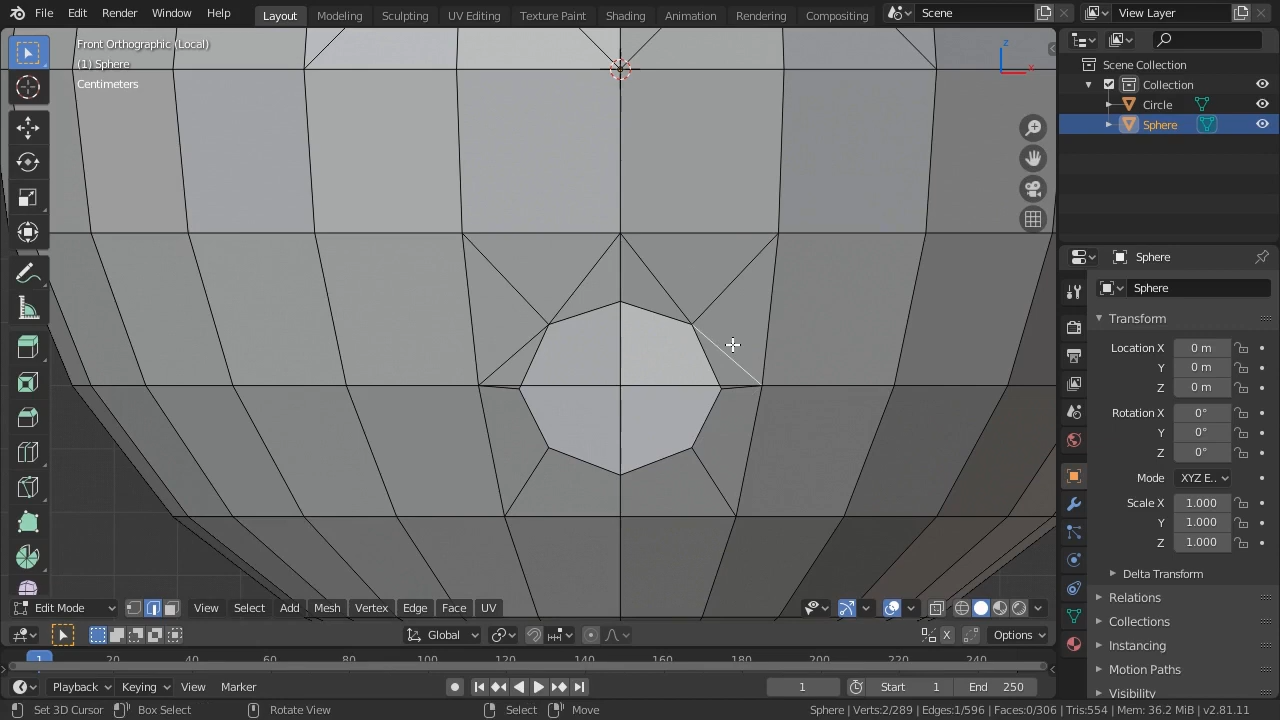 File Edit Render Window Help Layout Modeling Sculpting UV Editing Texture Paint Shading Animation Rendering Compositing Scene View Layer
Front Orthographic (Local)
(1) Sphere
Centimeters
z
x
Scene Collection
Collection
Circle
Sphere
Sphere
Sphere
Transform
Location X 0 m
Y 0 m
Z 0 m
Rotation X 0°
Y 0°
Z 0°
Mode XYZ E..
Scale X 1.000
Y 1.000
Z 1.000
Delta Transform
Relations
Collections
Instancing
Motion Paths
Visibility
Edit Mode View Select Add Mesh Vertex Edge Face UV
Global X Options
1 20 40 60 80 100 120 140 160 180 200 220 240
Playback Keying View Marker 1 Start 1 End 250
Set 3D Cursor Box Select Rotate View Select Move Sphere | Verts:2/289 | Edges:1/596 | Faces:0/306 | Tris:554 | Mem: 36.2 MiB | v2.81.11